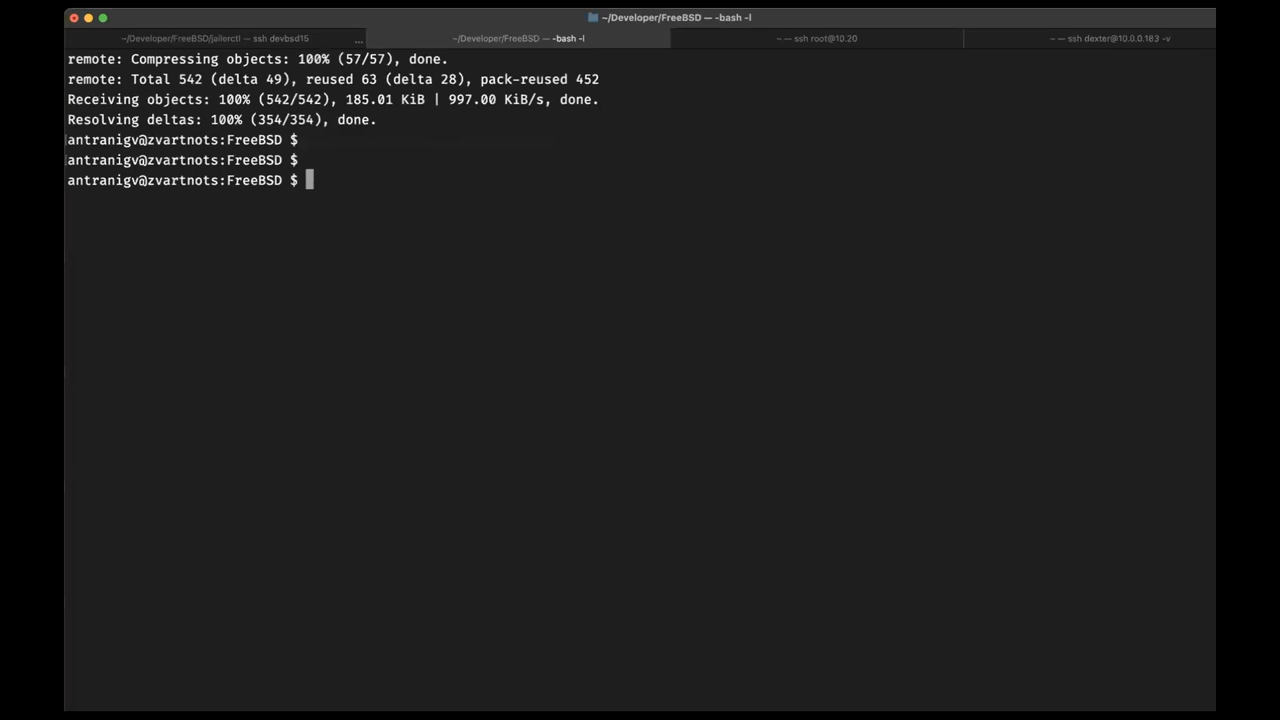 ~/Developer/FreeBSD — -bash -l
~/Developer/FreeBSD/jailerctl — ssh devbsd15 ... ~/Developer/FreeBSD — -bash -l ~ — ssh root@10.20 ~ — ssh dexter@10.0.0.183 -v
remote: Compressing objects: 100% (57/57), done.
remote: Total 542 (delta 49), reused 63 (delta 28), pack-reused 452
Receiving objects: 100% (542/542), 185.01 KiB | 997.00 KiB/s, done.
Resolving deltas: 100% (354/354), done.
antranigv@zvartnots:FreeBSD $
antranigv@zvartnots:FreeBSD $
antranigv@zvartnots:FreeBSD $